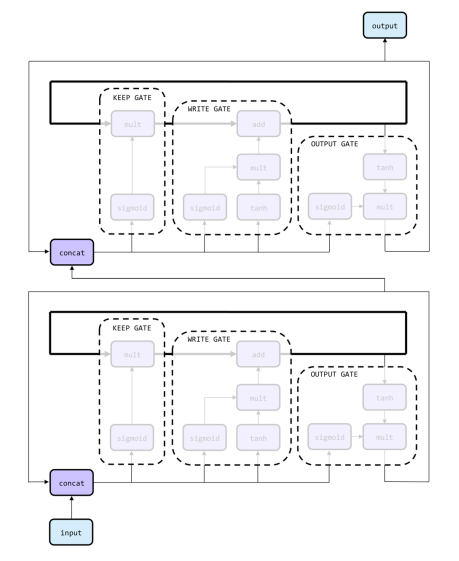 output
KEEP GATE
WRITE GATE
mult
add
OUTPUT GATE
mult
tanh
sigmoid
sigmoid
tanh
sigmoid
mult
concat
KEEP GATE
WRITE GATE
mult
add
OUTPUT GATE
mult
tanh
sigmoid
sigmoid
tanh
sigmoid
mult
concat
input